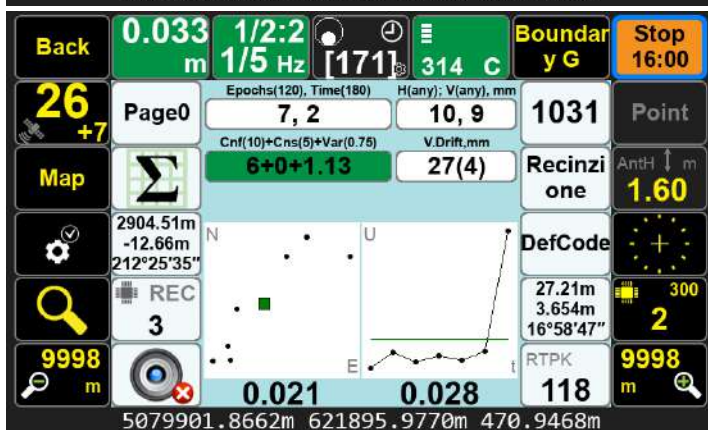 Back
0.033
m
1/2:2
1/5 Hz
[171]
314 C
Boundar
y G
Stop
16:00
26
+7
Page0
Epochs(120), Time(180)
7, 2
H(any); V(any), mm
10, 9
1031
Point
Map
Σ
Cnf(10)+Cns(5)+Var(0.75)
6+0+1.13
V.Drift,mm
27(4)
Recinzi
one
AntH m
1.60
2904.51m
-12.66m
212°25'35"
N
U
DefCode
REC
3
27.21m
3.654m
16°58'47"
300
2
9998
m
E
t
RTPK
118
9998
m
0.021
0.028
5079901.8662m 621895.9770m 470.9468m